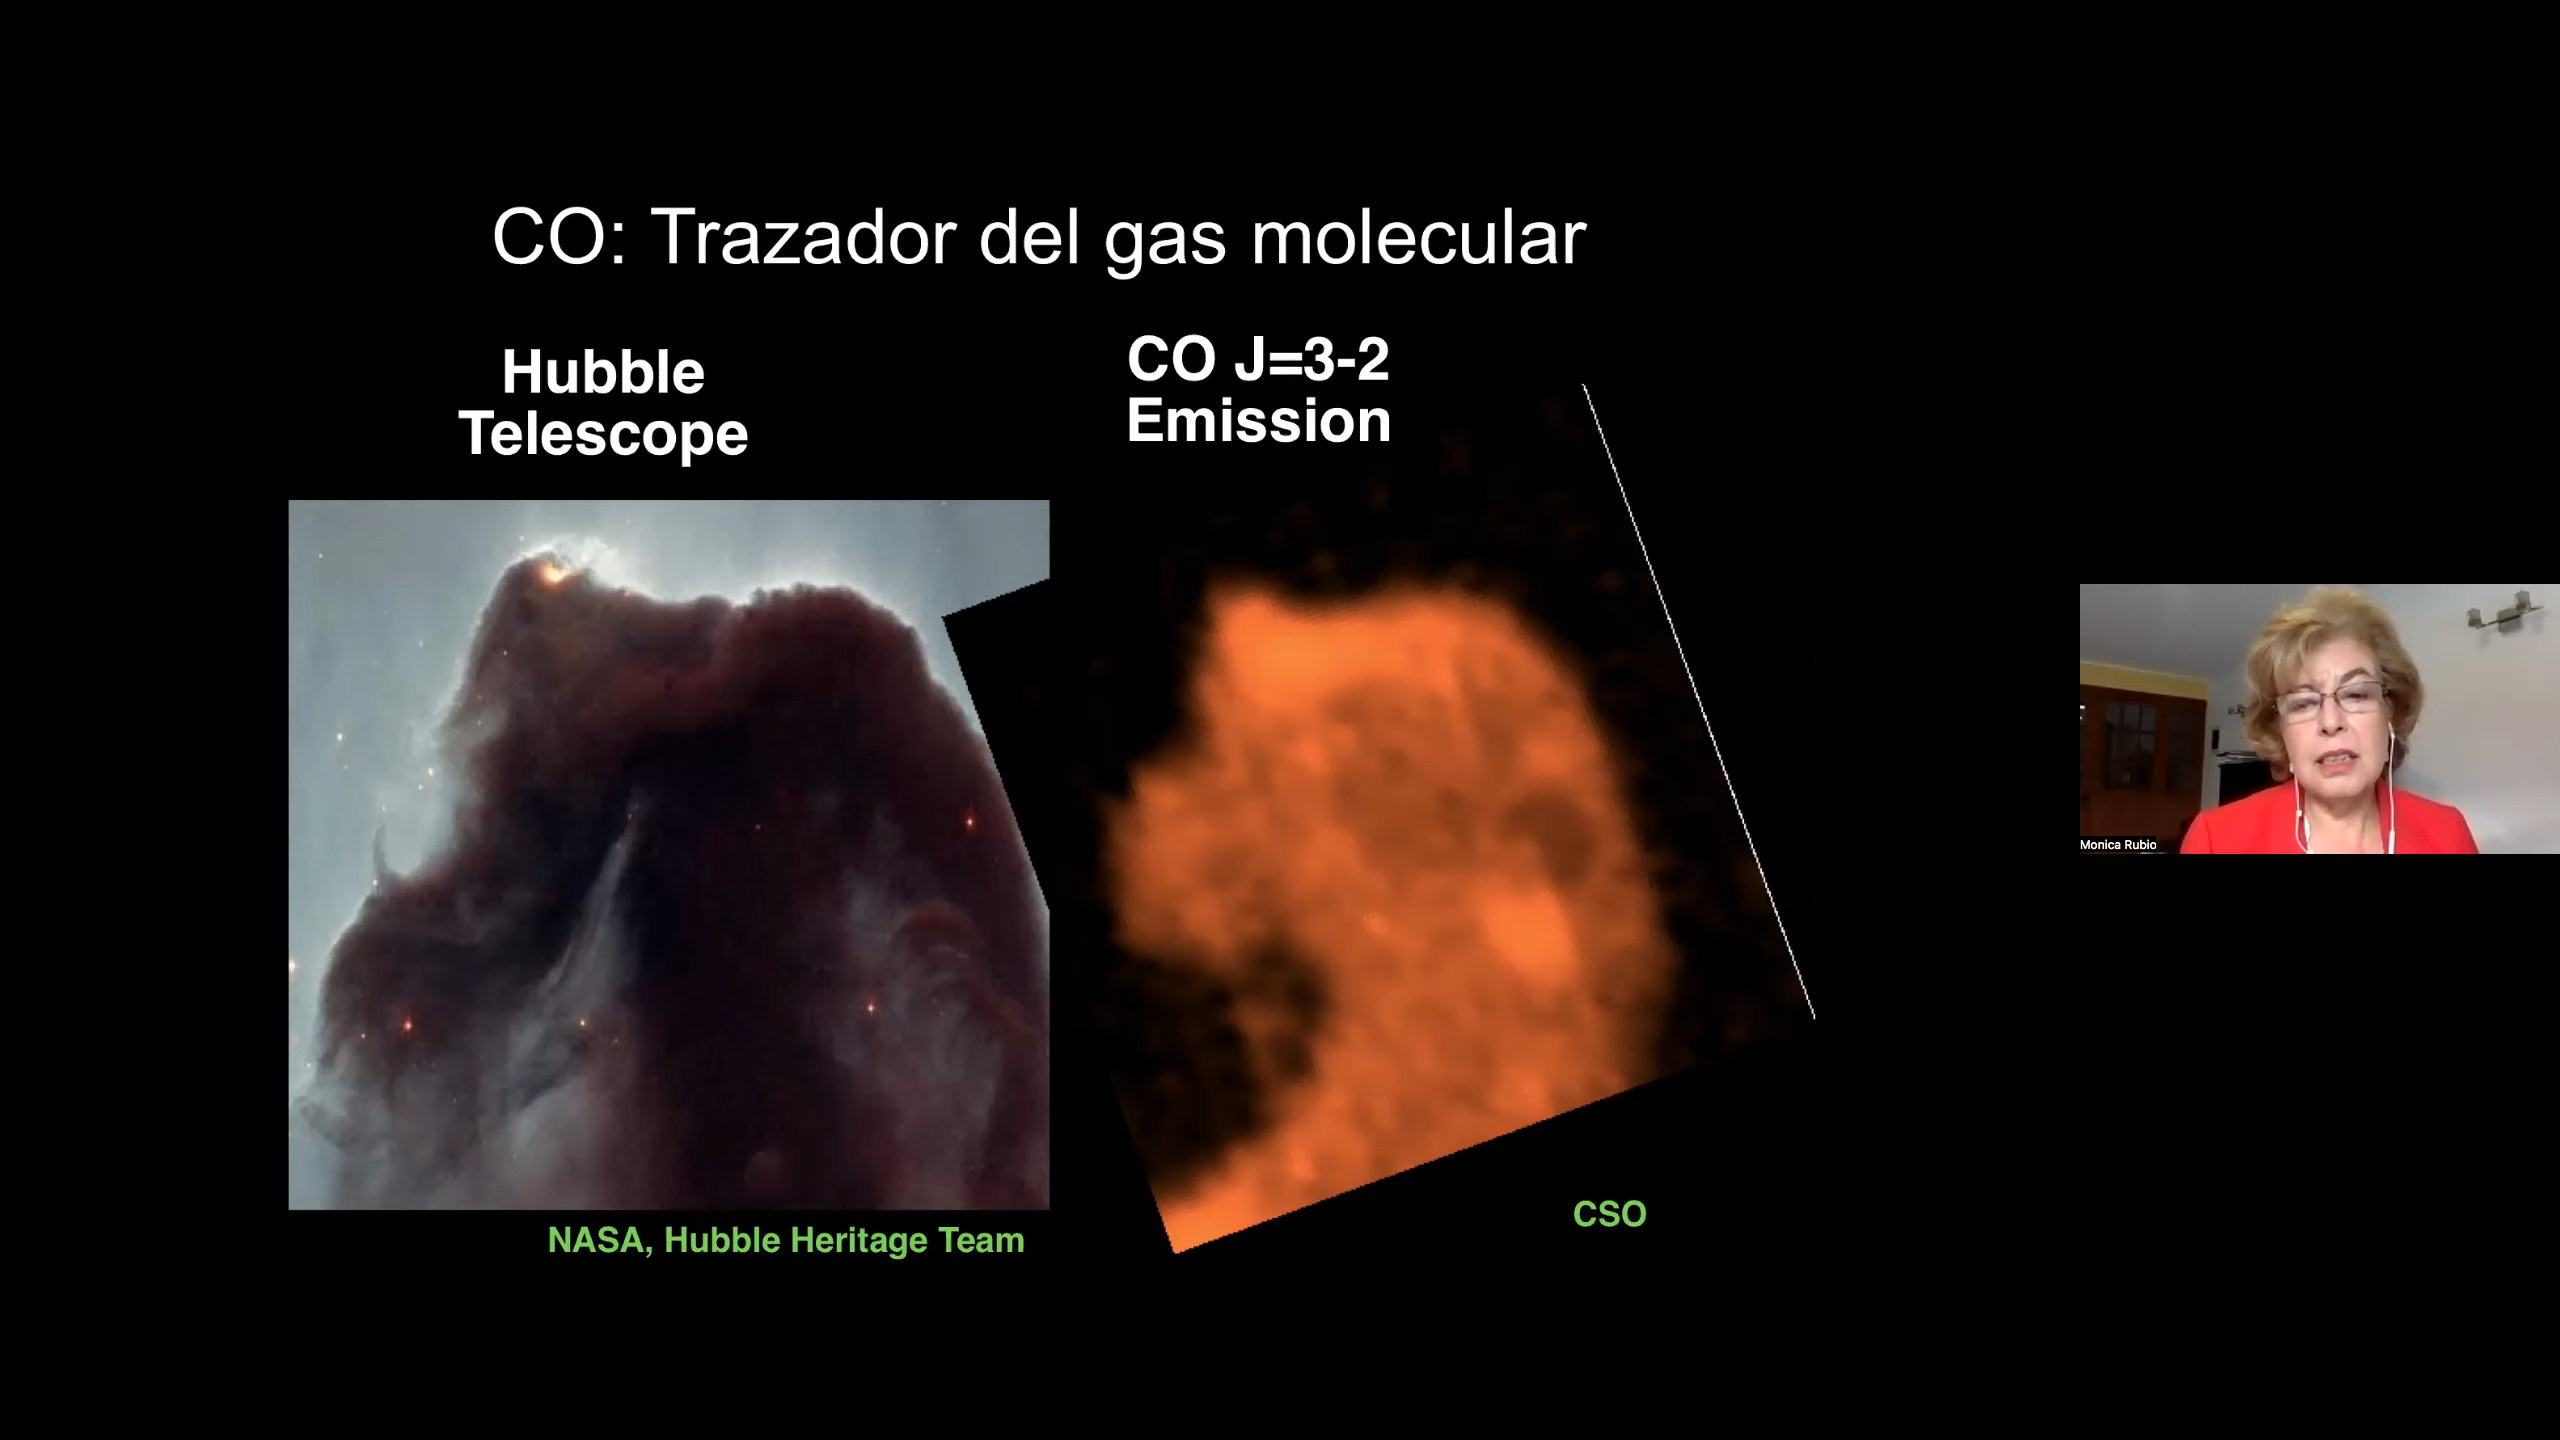 CO: Trazador del gas molecular
Hubble
Telescope
CO J=3-2
Emission
Monica Rubio
NASA, Hubble Heritage Team
CSO